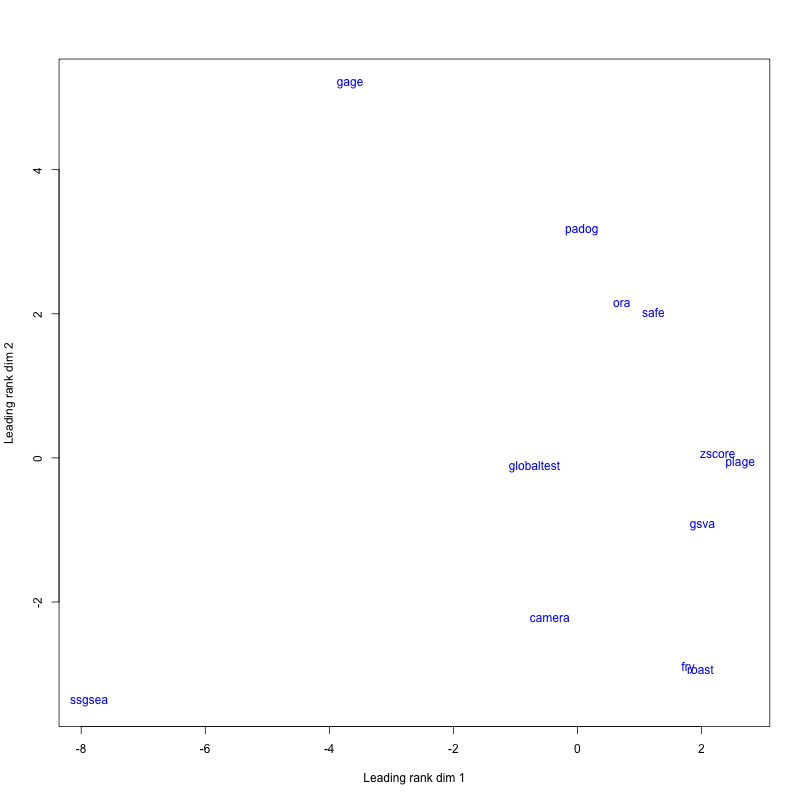 gage
4
padog
ora
safe
2
Leading rank dim 2
zscore
plage
0
globaltest
gsva
-2
camera
fry
roast
ssgsea
-8
-6
-4
-2
0
2
Leading rank dim 1